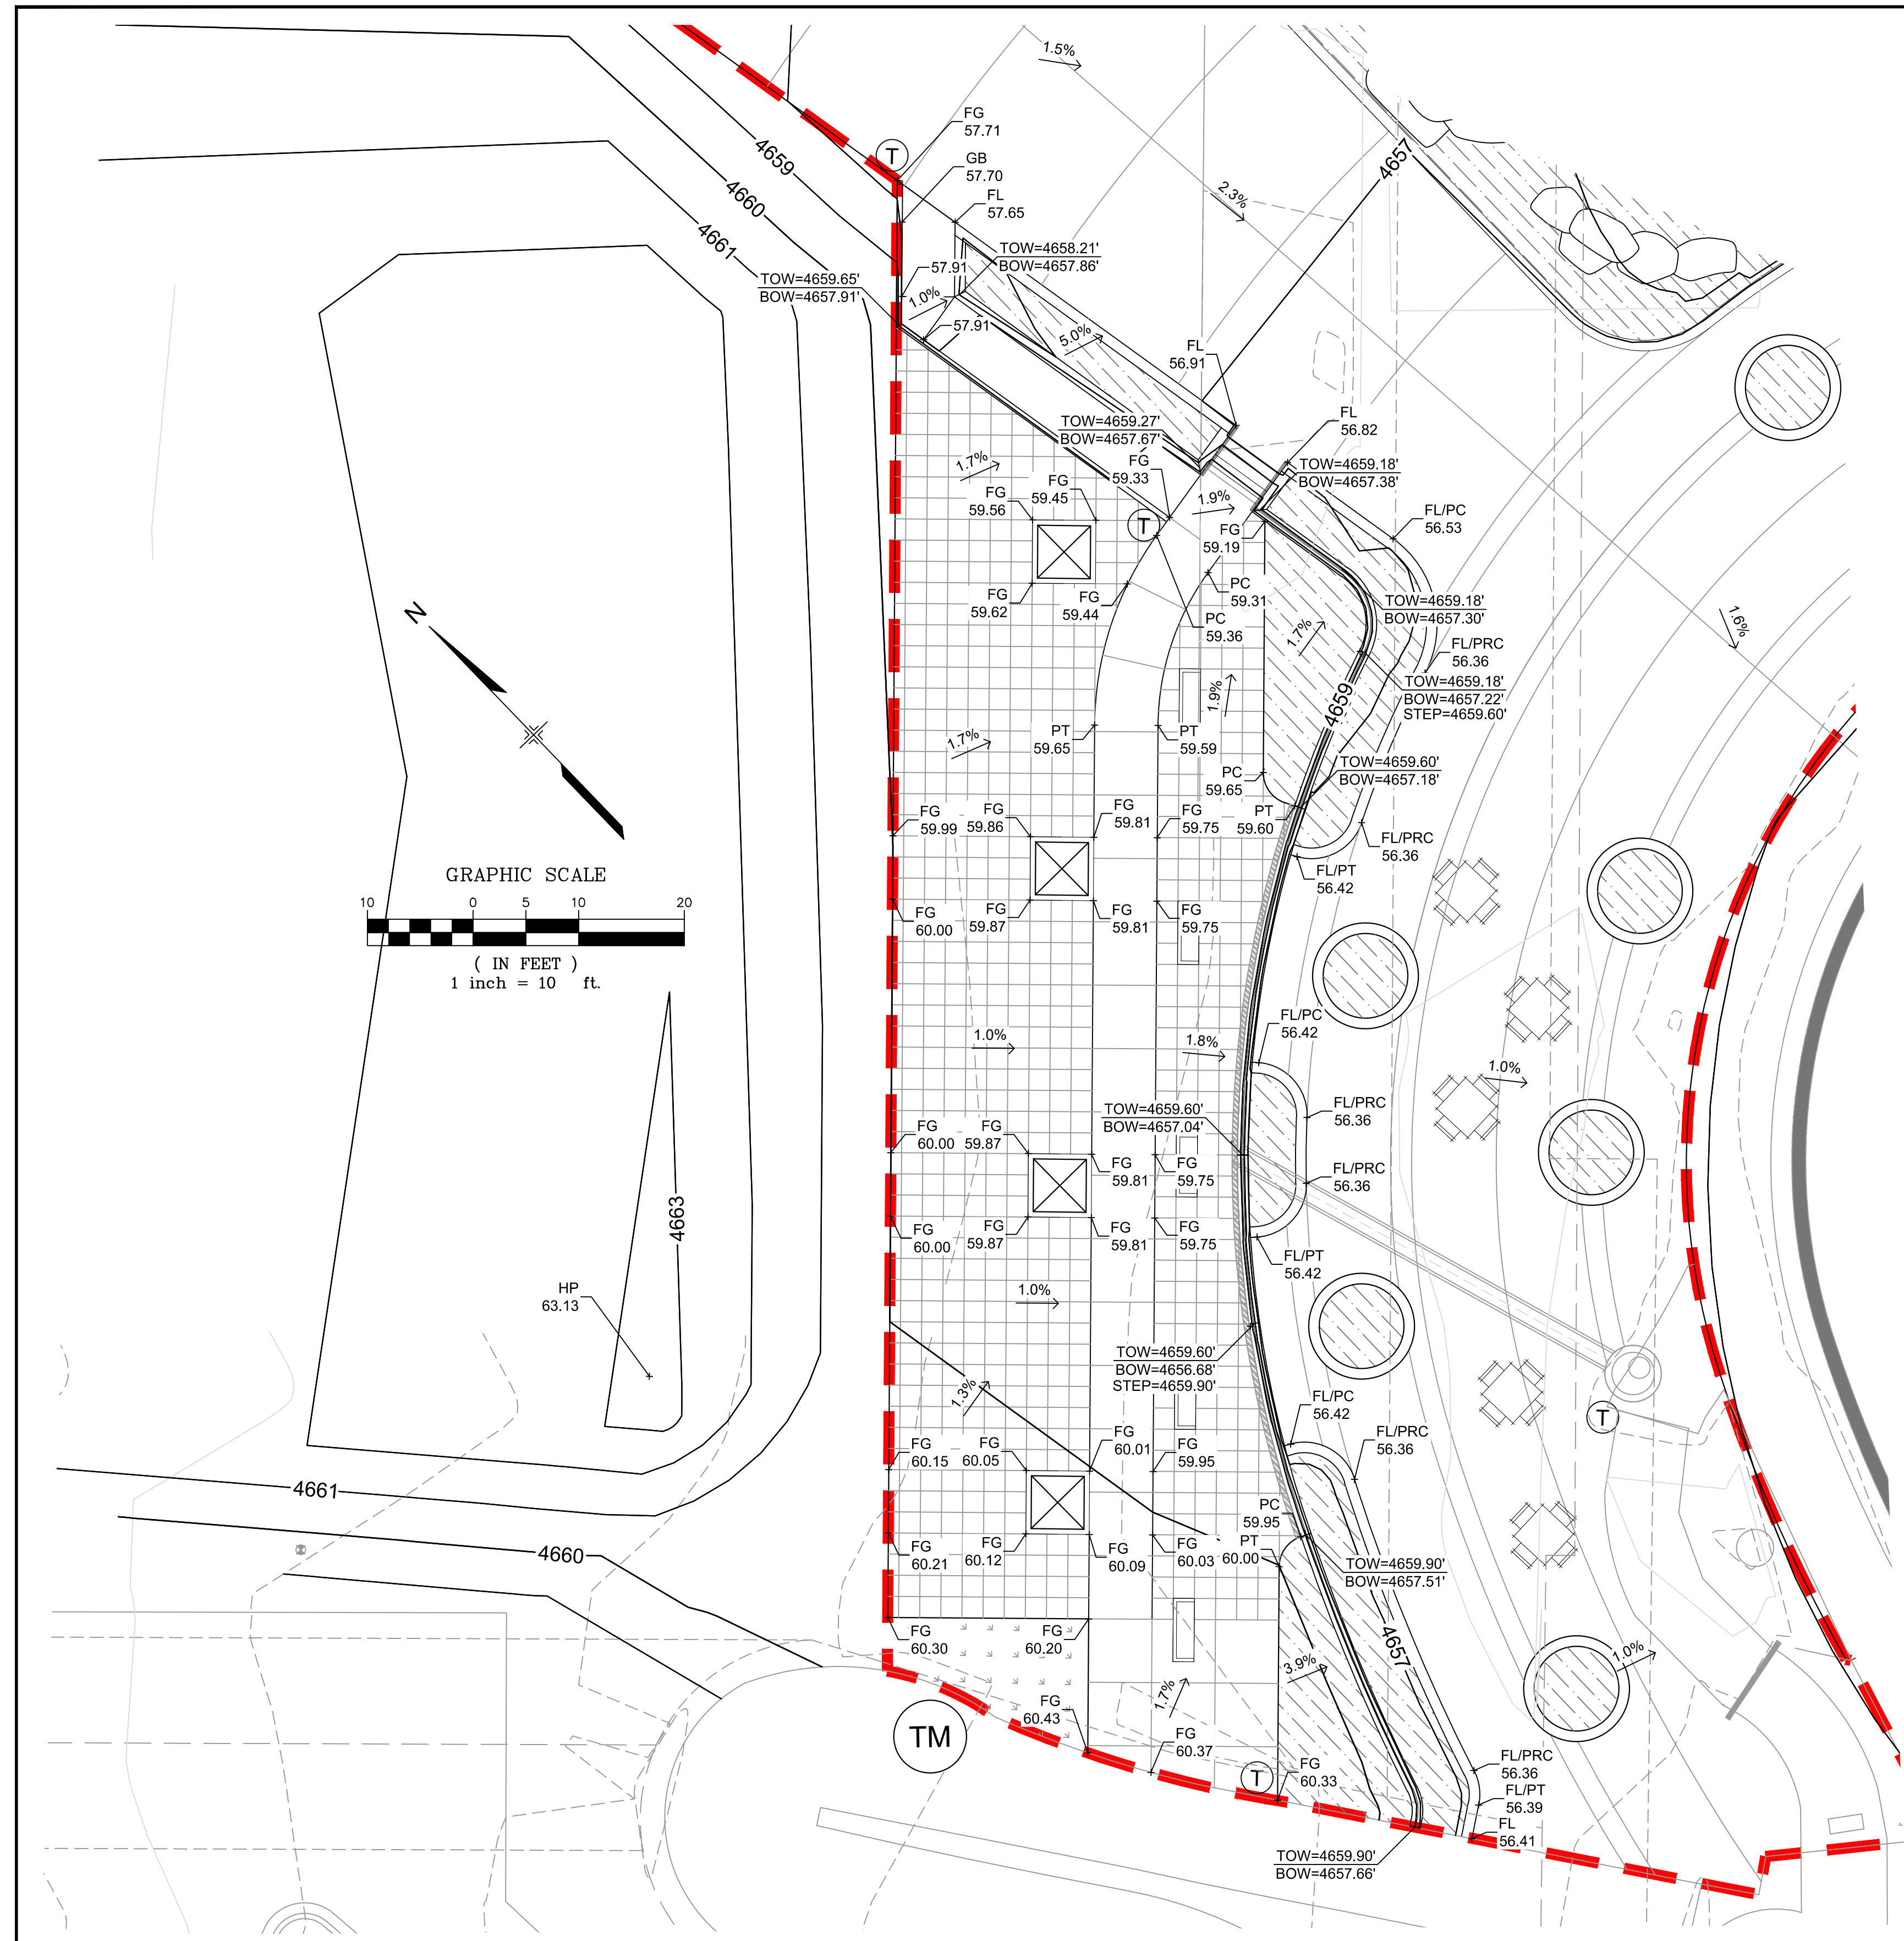 1.5%
FG
57.71
T
4659
GB
57.70
4657
4660
FL
57.65
2.3%
4661
TOW=4658.21'
BOW=4657.86'
57.91
TOW=4659.65'
BOW=4657.91'
1.0%
57.91
5.0%
FL
56.91
FL
56.82
TOW=4659.27'
BOW=4657.67'
FG
59.33
TOW=4659.18'
BOW=4657.38'
1.7%
FG
59.56
FG
59.45
1.9%
T
FL/PC
56.53
FG
59.19
N
FG
59.62
FG
59.44
PC
59.31
PC
59.36
TOW=4659.18'
BOW=4657.30'
1.7%
1.6%
FL/PRC
56.36
TOW=4659.18'
BOW=4657.22'
STEP=4659.60'
1.9%
4659
1.7%
PT
59.65
PT
59.59
TOW=4659.60'
BOW=4657.18'
PC
59.65
FG
59.99
FG
59.86
FG
59.81
FG
59.75
PT
59.60
FL/PRC
56.36
GRAPHIC SCALE
10 0 5 10 20
( IN FEET )
1 inch = 10 ft.
FL/PT
56.42
FG
60.00
FG
59.87
FG
59.81
FG
59.75
FL/PC
56.42
1.0%
1.8%
1.0%
TOW=4659.60'
BOW=4657.04'
FL/PRC
56.36
FG
60.00
FG
59.87
FG
59.81
FG
59.75
FL/PRC
56.36
4663
FG
60.00
FG
59.87
FG
59.81
FG
59.75
FL/PT
56.42
HP
63.13
1.0%
TOW=4659.60'
BOW=4656.68'
STEP=4659.90'
1.3%
FL/PC
56.42
T
FL/PRC
56.36
FG
60.15
FG
60.05
FG
60.01
FG
59.95
4661
PC
59.95
4660
FG
60.21
FG
60.12
FG
60.09
FG
60.03
PT
60.00
TOW=4659.90'
BOW=4657.51'
4657
FG
60.30
FG
60.20
3.9%
1.0%
1.7%
FG
60.43
TM
FG
60.37
T
FG
60.33
FL/PRC
56.36
FL/PT
56.39
FL
56.41
TOW=4659.90'
BOW=4657.66'